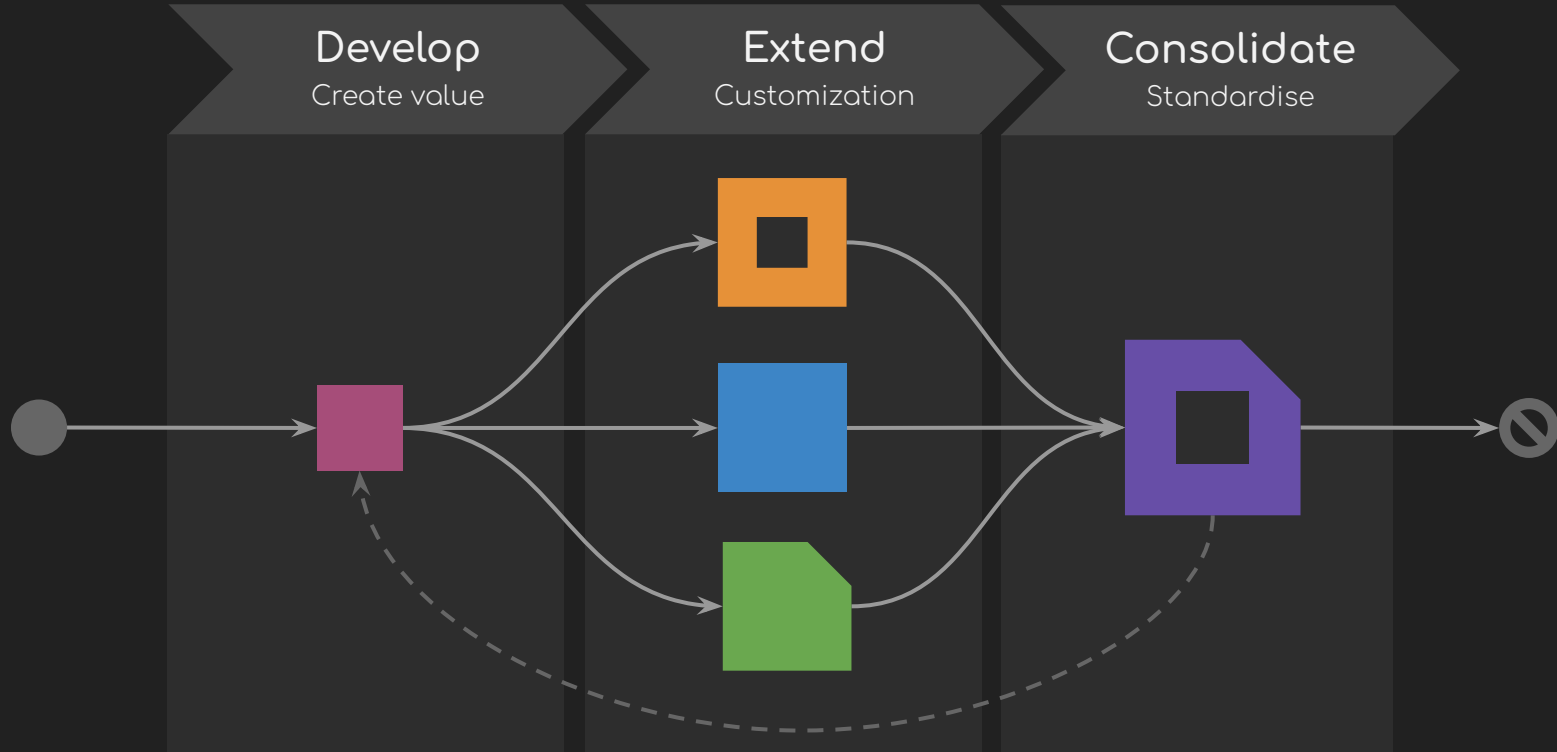 Develop
Create value
Extend
Customization
Consolidate
Standardise